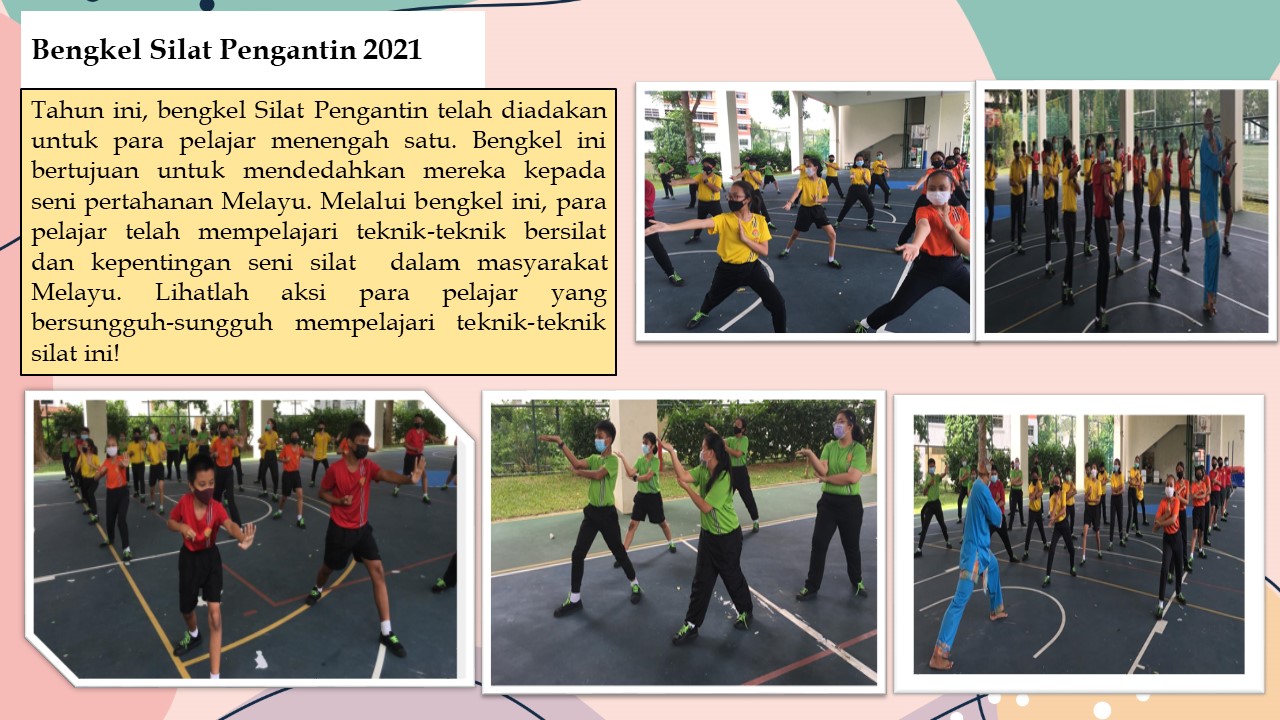 Bengkel Silat Pengantin 2021
Tahun ini, bengkel Silat Pengantin telah diadakan
untuk para pelajar menengah satu. Bengkel ini
bertujuan untuk mendedahkan mereka kepada
seni pertahanan Melayu. Melalui bengkel ini, para
pelajar telah mempelajari teknik-teknik bersilat
dan kepentingan seni silat dalam masyarakat
Melayu. Lihatlah aksi para pelajar yang
bersungguh-sungguh mempelajari teknik-teknik
silat ini!